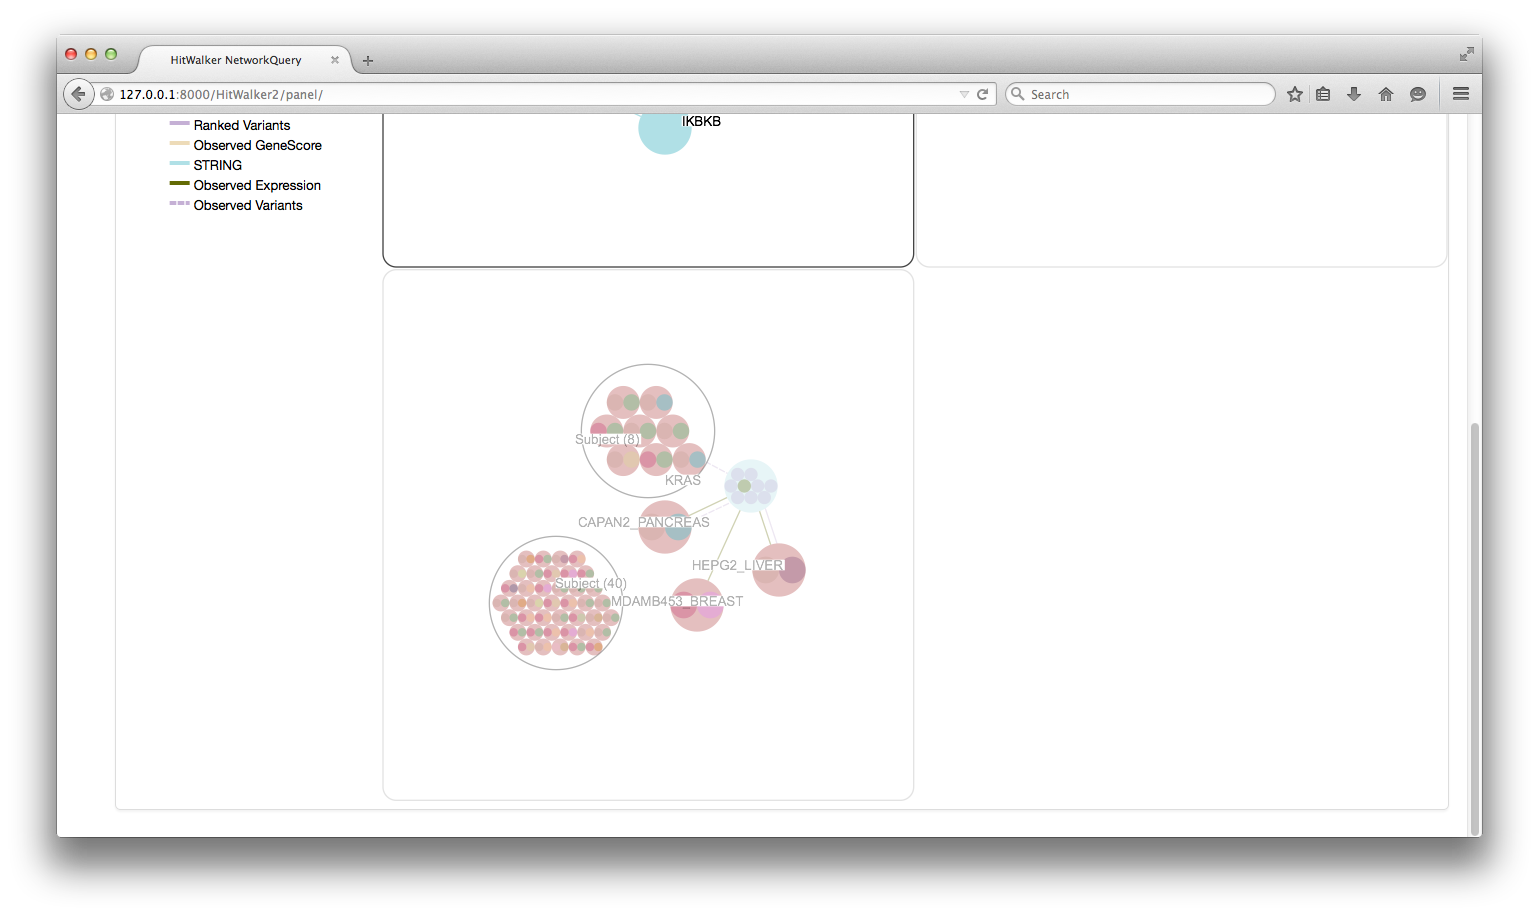 HitWalker NetworkQuery
127.0.0.1:8000/HitWalker2/panel/
Search
Ranked Variants
Observed GeneScore
STRING
Observed Expression
Observed Variants
IKBKB
Subject (8)
KRAS
CAPAN2_PANCREAS
HEPG2_LIVER
Subject (40)
MDAMB453_BREAST